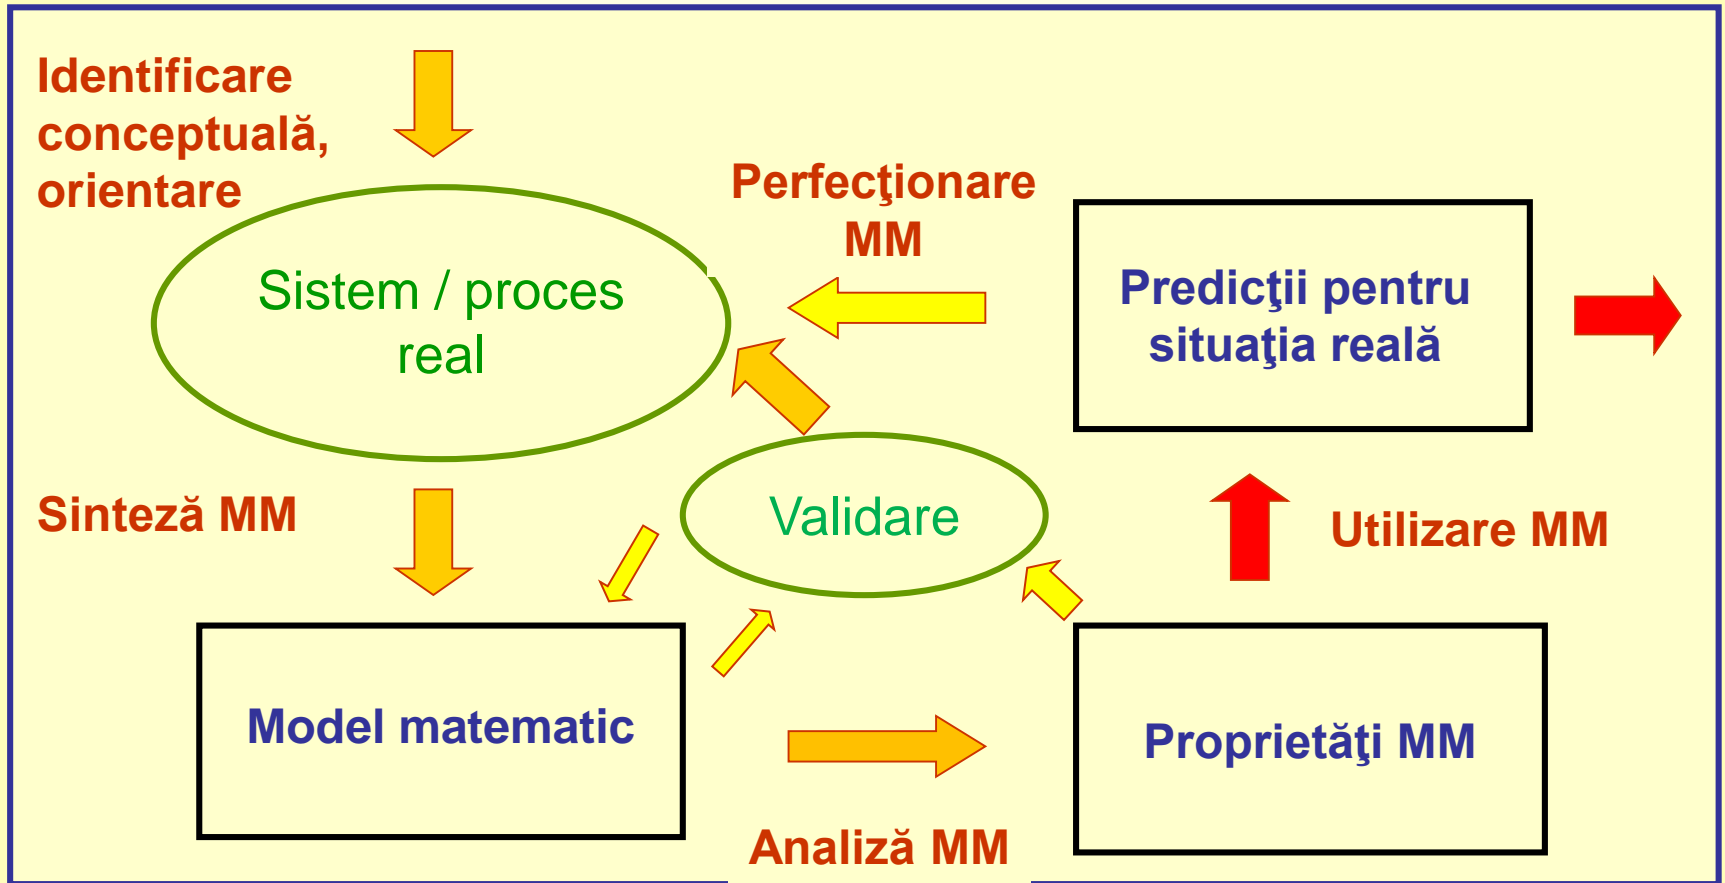 Identificare
conceptuală,
orientare
Perfecţionare
MM
Sistem / proces
real
Predicţii pentru
situaţia reală
Sinteză MM
Validare
Utilizare MM
Model matematic
Proprietăţi MM
Analiză MM